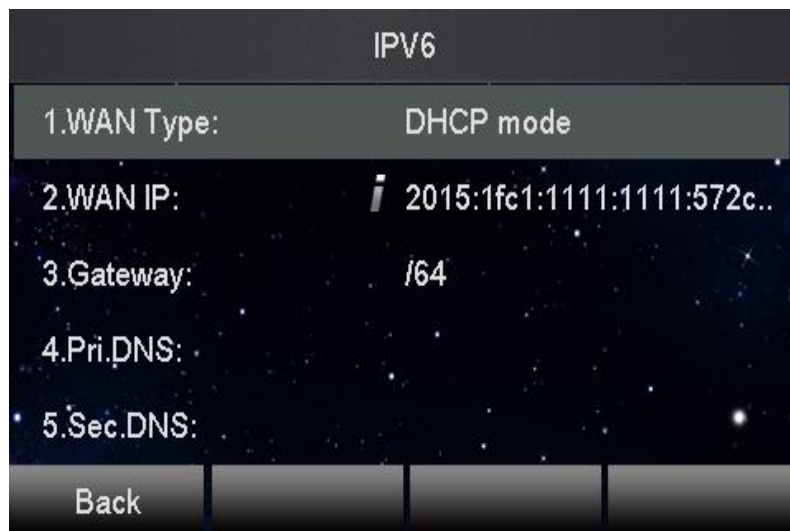 IPV6
1.WAN Type: DHCP mode
2.WAN IP: i 2015:1fc1:1111:1111:572c..
3.Gateway: /64
4.Pri.DNS:
5.Sec.DNS:
Back